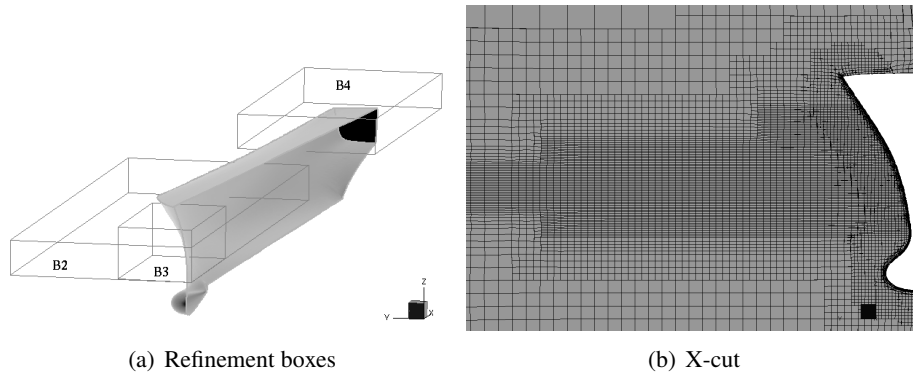 B4
B2
B3
Z
Y
X
(a) Refinement boxes
(b) X-cut